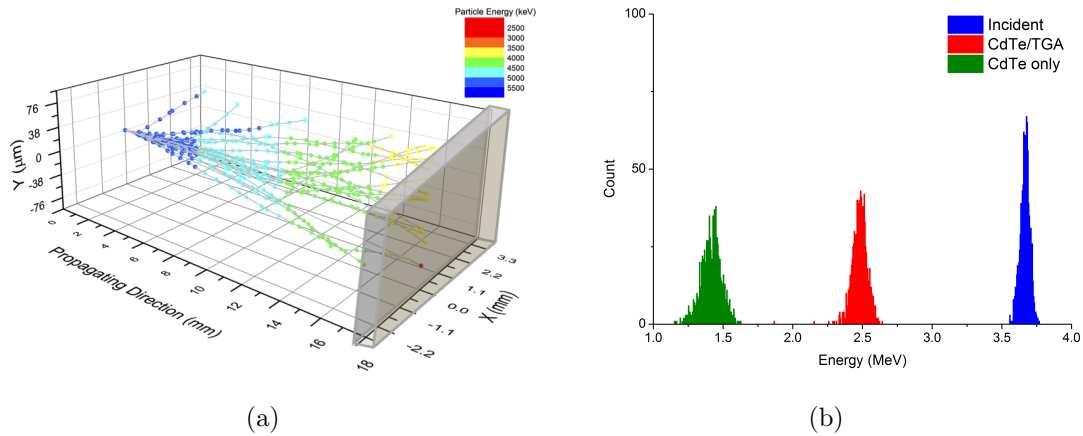 Particle Energy (keV)
2500
3000
3500
4000
4500
5000
5500
76
38
0
-38
-76
Y (μm)
0
2
4
6
8
10
12
14
16
18
Propagating Direction (mm)
3.3
2.2
1.1
0.0
-1.1
-2.2
X (mm)
(a)
100
50
0
Count
1.0 1.5 2.0 2.5 3.0 3.5 4.0
Energy (MeV)
Incident
CdTe/TGA
CdTe only
(b)